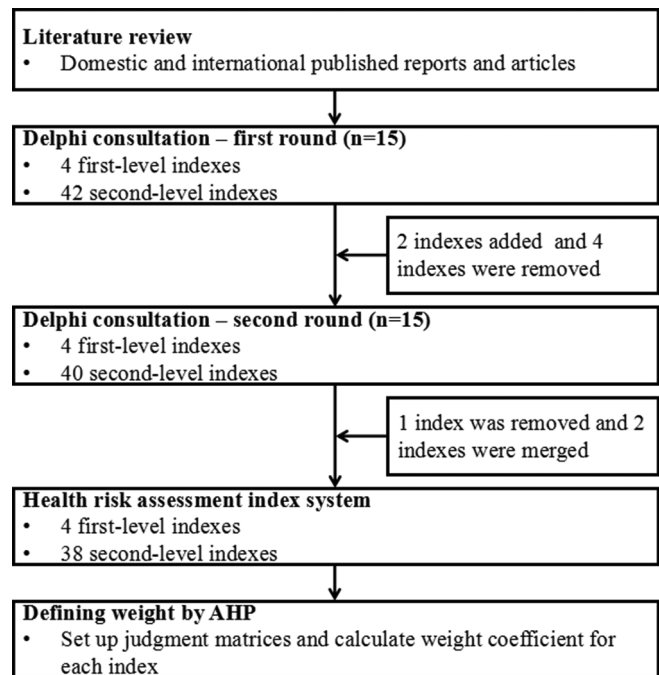 Literature review
• Domestic and international published reports and articles
Delphi consultation – first round (n=15)
• 4 first-level indexes
• 42 second-level indexes
2 indexes added and 4
indexes were removed
Delphi consultation – second round (n=15)
• 4 first-level indexes
• 40 second-level indexes
1 index was removed and 2
indexes were merged
Health risk assessment index system
• 4 first-level indexes
• 38 second-level indexes
Defining weight by AHP
• Set up judgment matrices and calculate weight coefficient for
each index